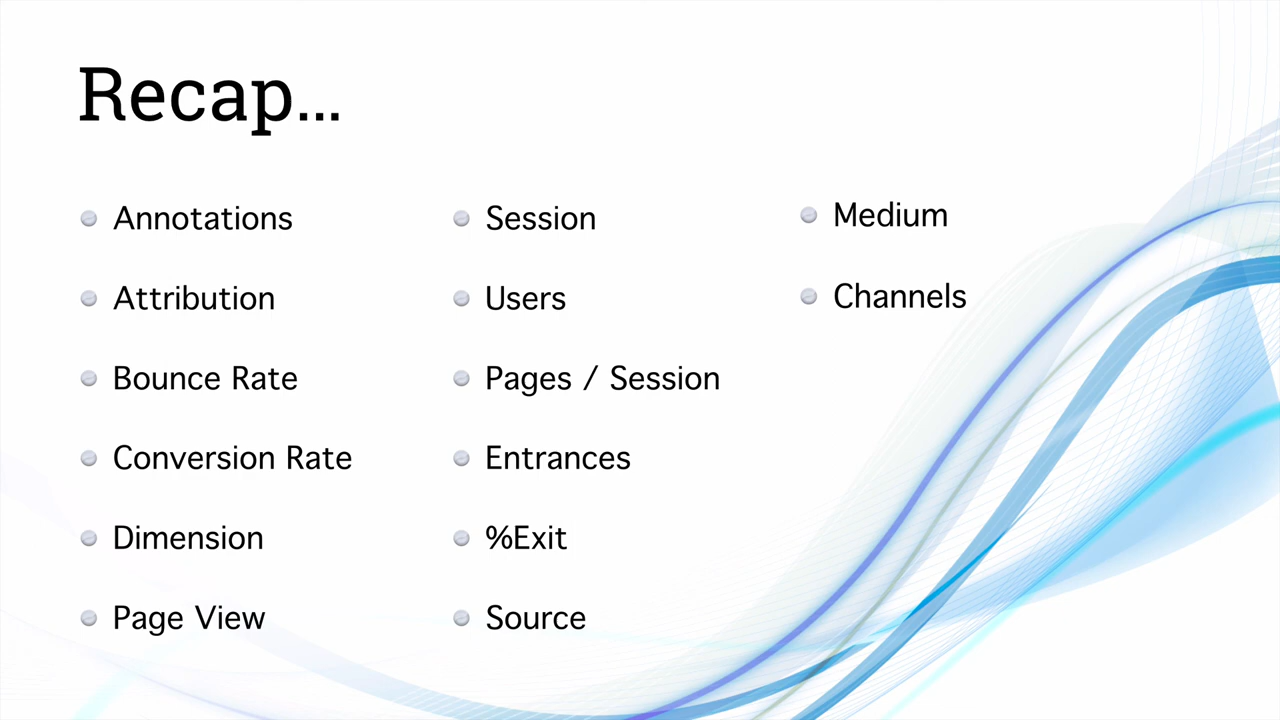 Recap...
Annotations
Attribution
Bounce Rate
Conversion Rate
Dimension
Page View
Session
Users
Pages / Session
Entrances
%Exit
Source
Medium
Channels